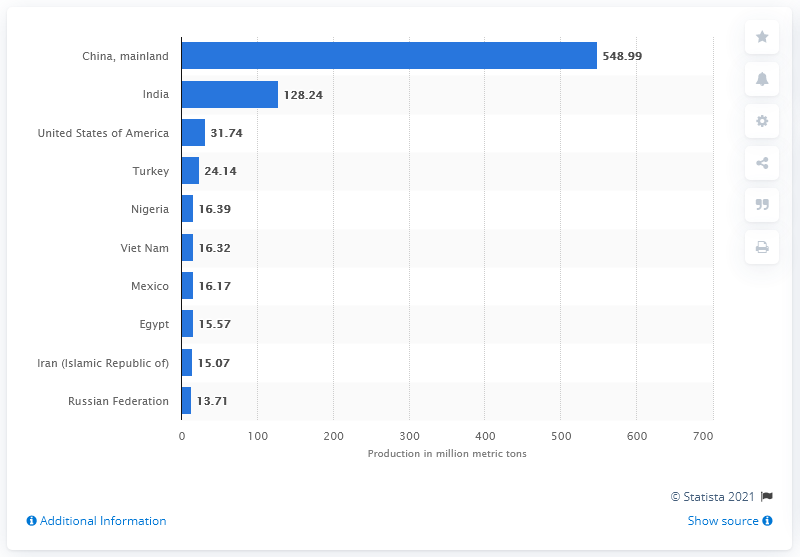 China, mainland 548.99
India 128.24
United States of America 31.74
Turkey 24.14
Nigeria 16.39
Viet Nam 16.32
Mexico 16.17
Egypt 15.57
Iran (Islamic Republic of) 15.07
Russian Federation 13.71
0 100 200 300 400 500 600 700
Production in million metric tons
© Statista 2021
Additional Information Show source